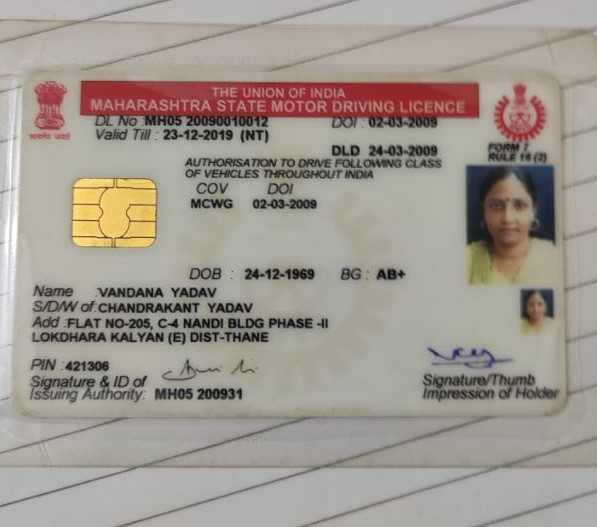 THE UNION OF INDIA
MAHARASHTRA STATE MOTOR DRIVING LICENCE
सत्यमेव जयते
DL No :MH05 20090010012 DOI : 02-03-2009
Valid Till : 23-12-2019 (NT)
DLD 24-03-2009
FORM 7
RULE 16 (2)
AUTHORISATION TO DRIVE FOLLOWING CLASS
OF VEHICLES THROUGHOUT INDIA
COV DOI
MCWG 02-03-2009
DOB : 24-12-1969 BG : AB+
Name :VANDANA YADAV
S/D/W of:CHANDRAKANT YADAV
Add :FLAT NO-205, C-4 NANDI BLDG PHASE -II
LOKDHARA KALYAN (E) DIST-THANE
PIN :421306
Signature & ID of
Issuing Authority: MH05 200931
Signature/Thumb
Impression of Holder